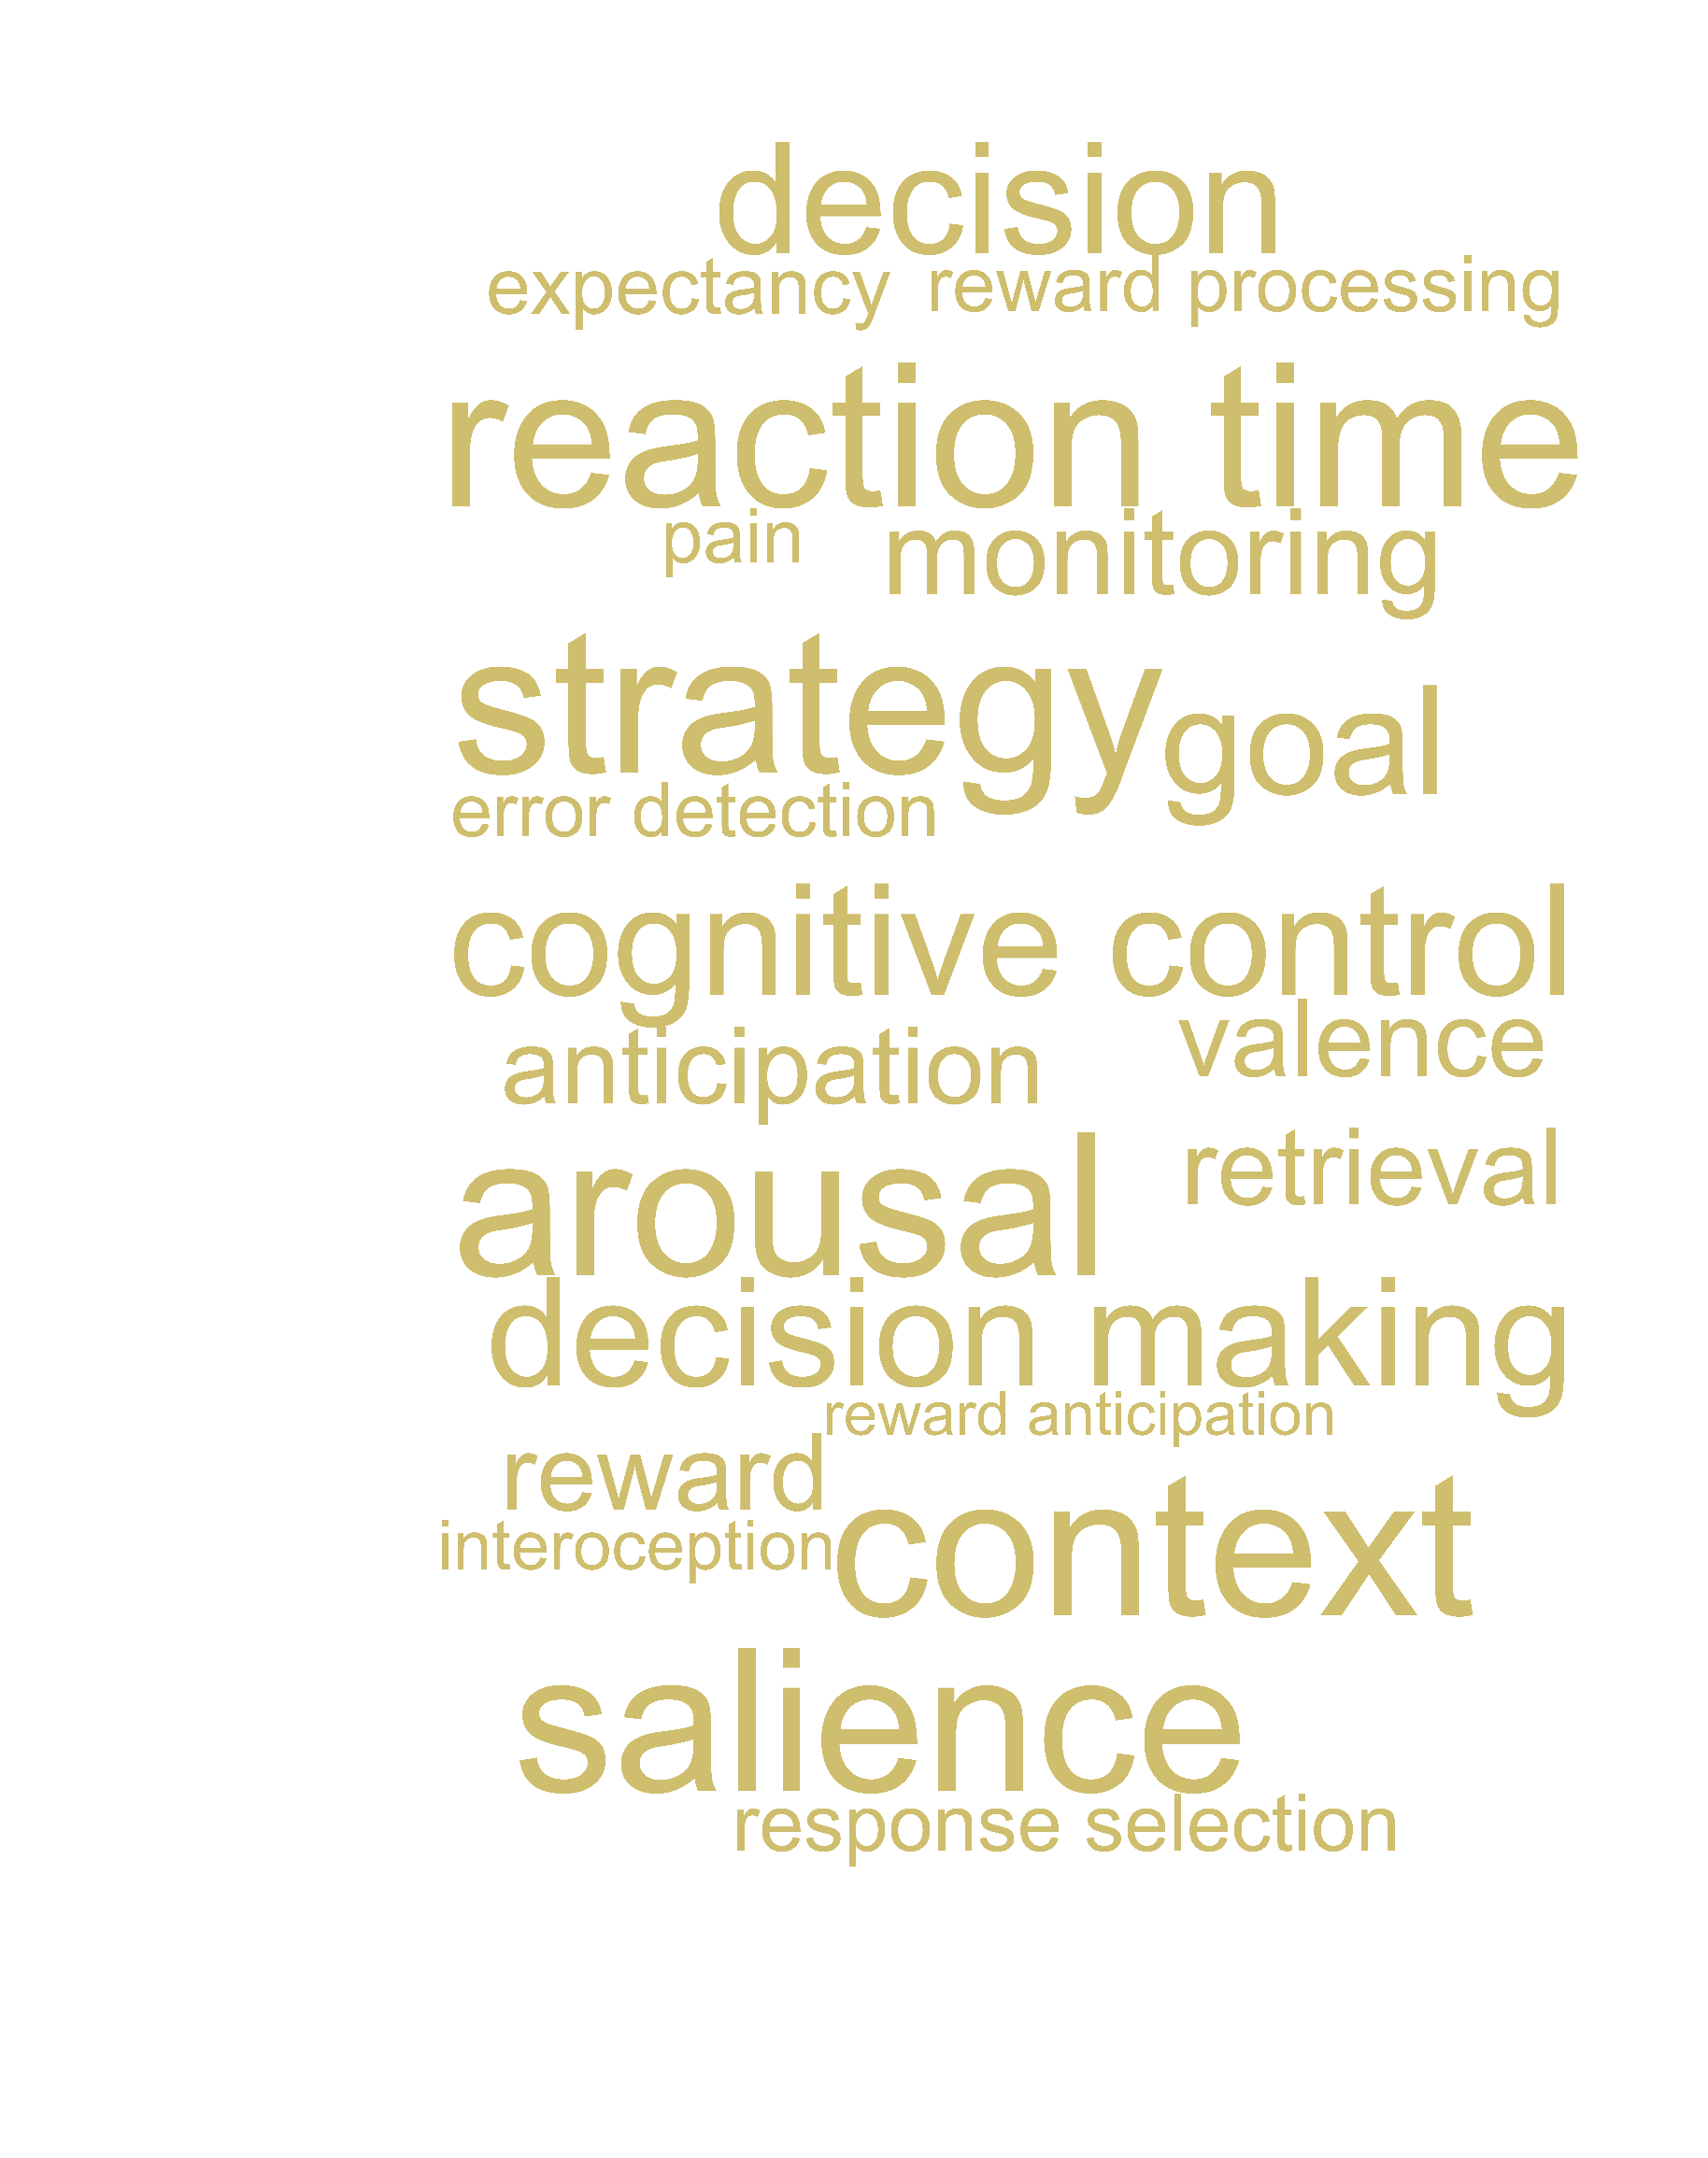 decision
expectancy reward processing
reaction time
pain monitoring
strategy goal
error detection
cognitive control
valence
anticipation
retrieval
arousal
decision making
reward anticipation
reward
interoception
context
salience
response selection